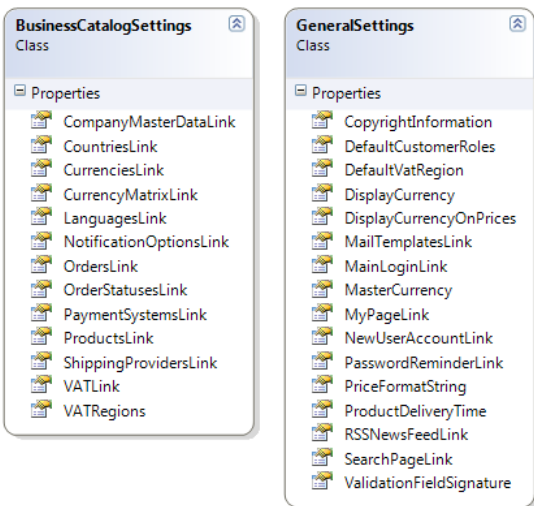 BusinessCatalogSettings
Class
Properties
CompanyMasterDataLink
CountriesLink
CurrenciesLink
CurrencyMatrixLink
LanguagesLink
NotificationOptionsLink
OrdersLink
OrderStatusesLink
PaymentSystemsLink
ProductsLink
ShippingProvidersLink
VATLink
VATRegions
GeneralSettings
Class
Properties
CopyrightInformation
DefaultCustomerRoles
DefaultVatRegion
DisplayCurrency
DisplayCurrencyOnPrices
MailTemplatesLink
MainLoginLink
MasterCurrency
MyPageLink
NewUserAccountLink
PasswordReminderLink
PriceFormatString
ProductDeliveryTime
RSSNewsFeedLink
SearchPageLink
ValidationFieldSignature